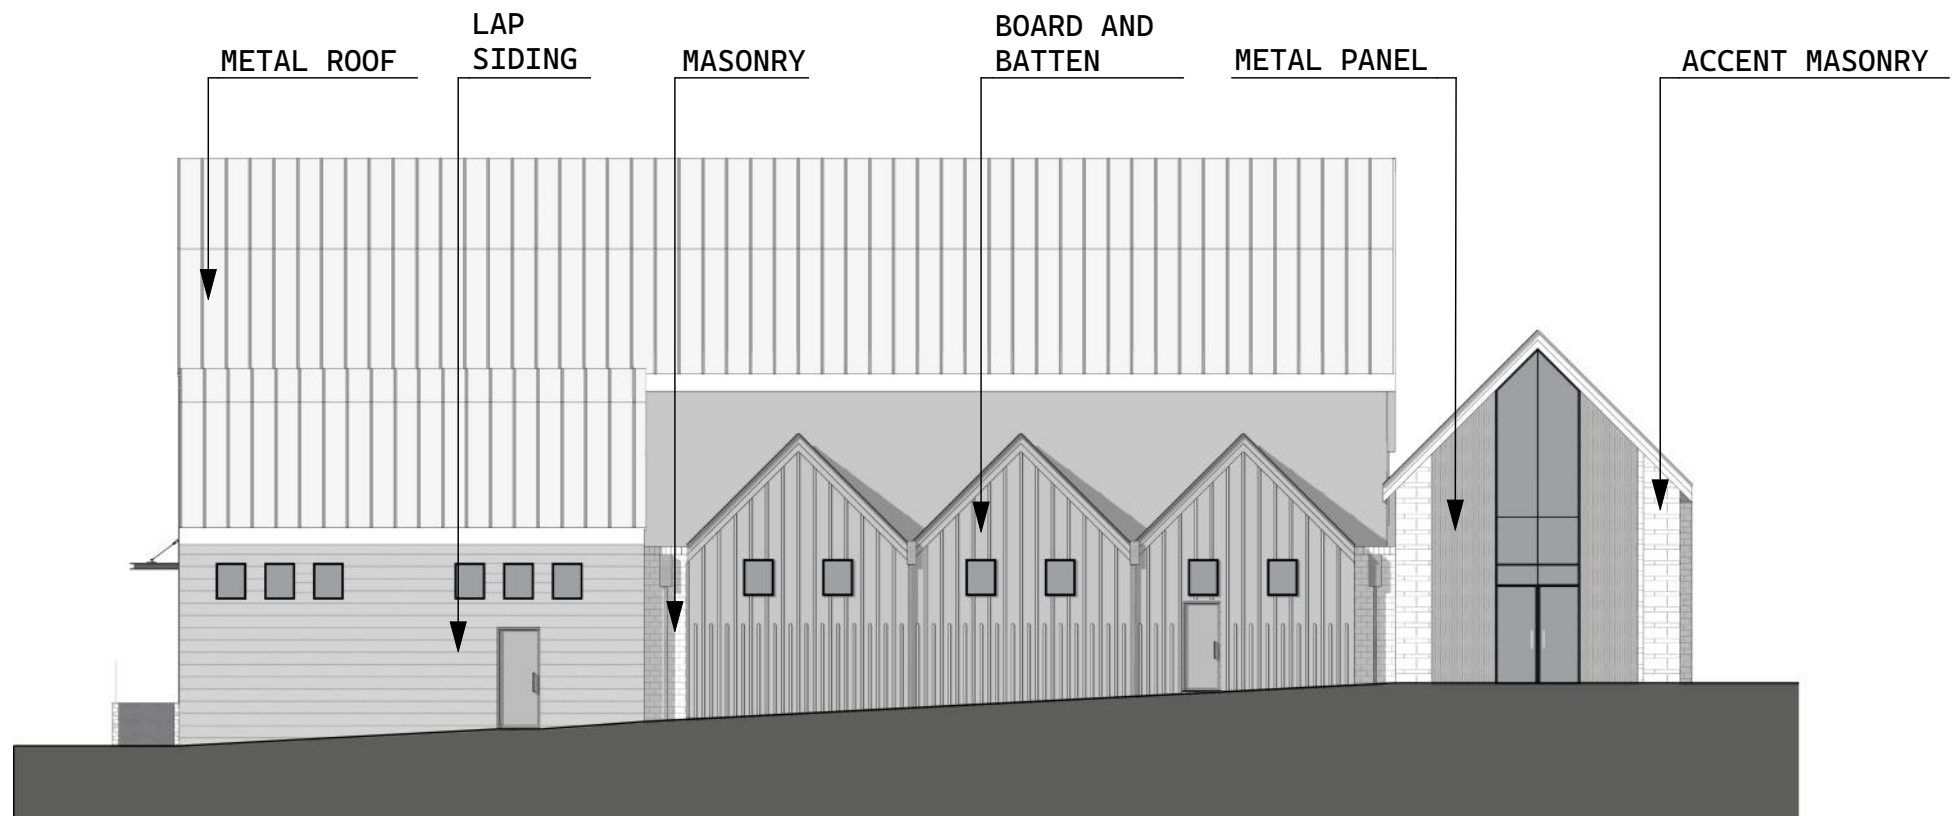 METAL ROOF
LAP
SIDING
MASONRY
BOARD AND
BATTEN
METAL PANEL
ACCENT MASONRY